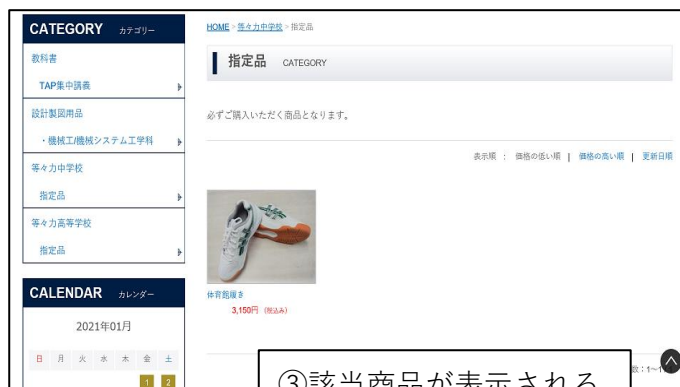 CATEGORY カテゴリー
教科書
TAP集中講義
設計製図用品
・機械工/機械システム工学科
等々力中学校
指定品
等々力高等学校
指定品
CALENDAR カレンダー
2021年01月
日 月 火 水 木 金 土
1 2
HOME > 等々力中学校 > 指定品
指定品 CATEGORY
必ずご購入いただく商品となります。
表示順 : 価格の低い順 | 価格の高い順 | 更新日順
体育館履き
3,150円 (税込み)
③該当商品が表示される